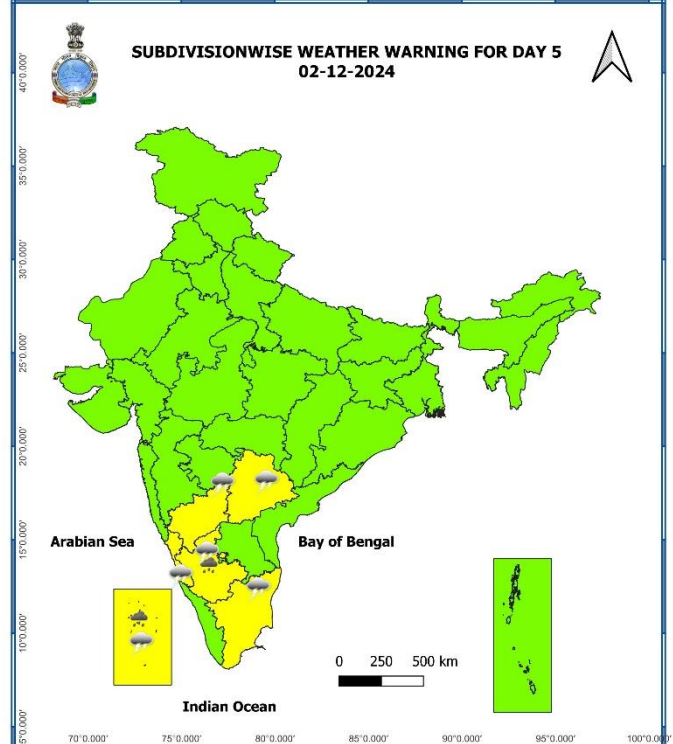 SUBDIVISIONWISE WEATHER WARNING FOR DAY 5
02-12-2024
40°0.000'
35°0.000'
30°0.000'
25°0.000'
20°0.000'
15°0.000'
10°0.000'
5°0.000'
Arabian Sea
Bay of Bengal
0 250 500 km
Indian Ocean
70°0.000' 75°0.000' 80°0.000' 85°0.000' 90°0.000' 95°0.000' 100°0.000'